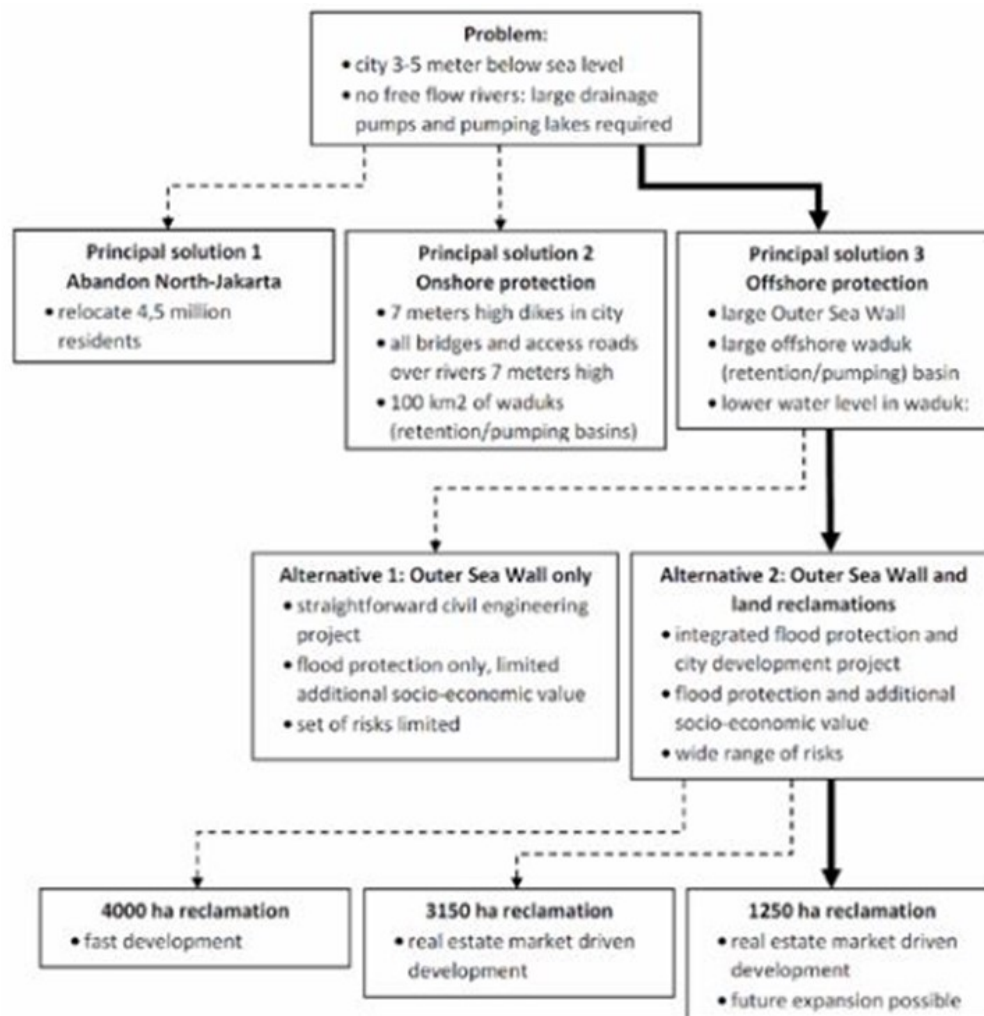 Problem:
• city 3-5 meter below sea level
• no free flow rivers: large drainage
pumps and pumping lakes required
Principal solution 1
Abandon North-Jakarta
• relocate 4,5 million
residents
Principal solution 2
Onshore protection
• 7 meters high dikes in city
• all bridges and access roads
over rivers 7 meters high
• 100 km2 of waduks
(retention/pumping basins)
Principal solution 3
Offshore protection
• large Outer Sea Wall
• large offshore waduk
(retention/pumping) basin
• lower water level in waduk:
Alternative 1: Outer Sea Wall only
• straightforward civil engineering
project
• flood protection only, limited
additional socio-economic value
• set of risks limited
Alternative 2: Outer Sea Wall and
land reclamations
• integrated flood protection and
city development project
• flood protection and additional
socio-economic value
• wide range of risks
4000 ha reclamation
• fast development
3150 ha reclamation
• real estate market driven
development
1250 ha reclamation
• real estate market driven
development
• future expansion possible